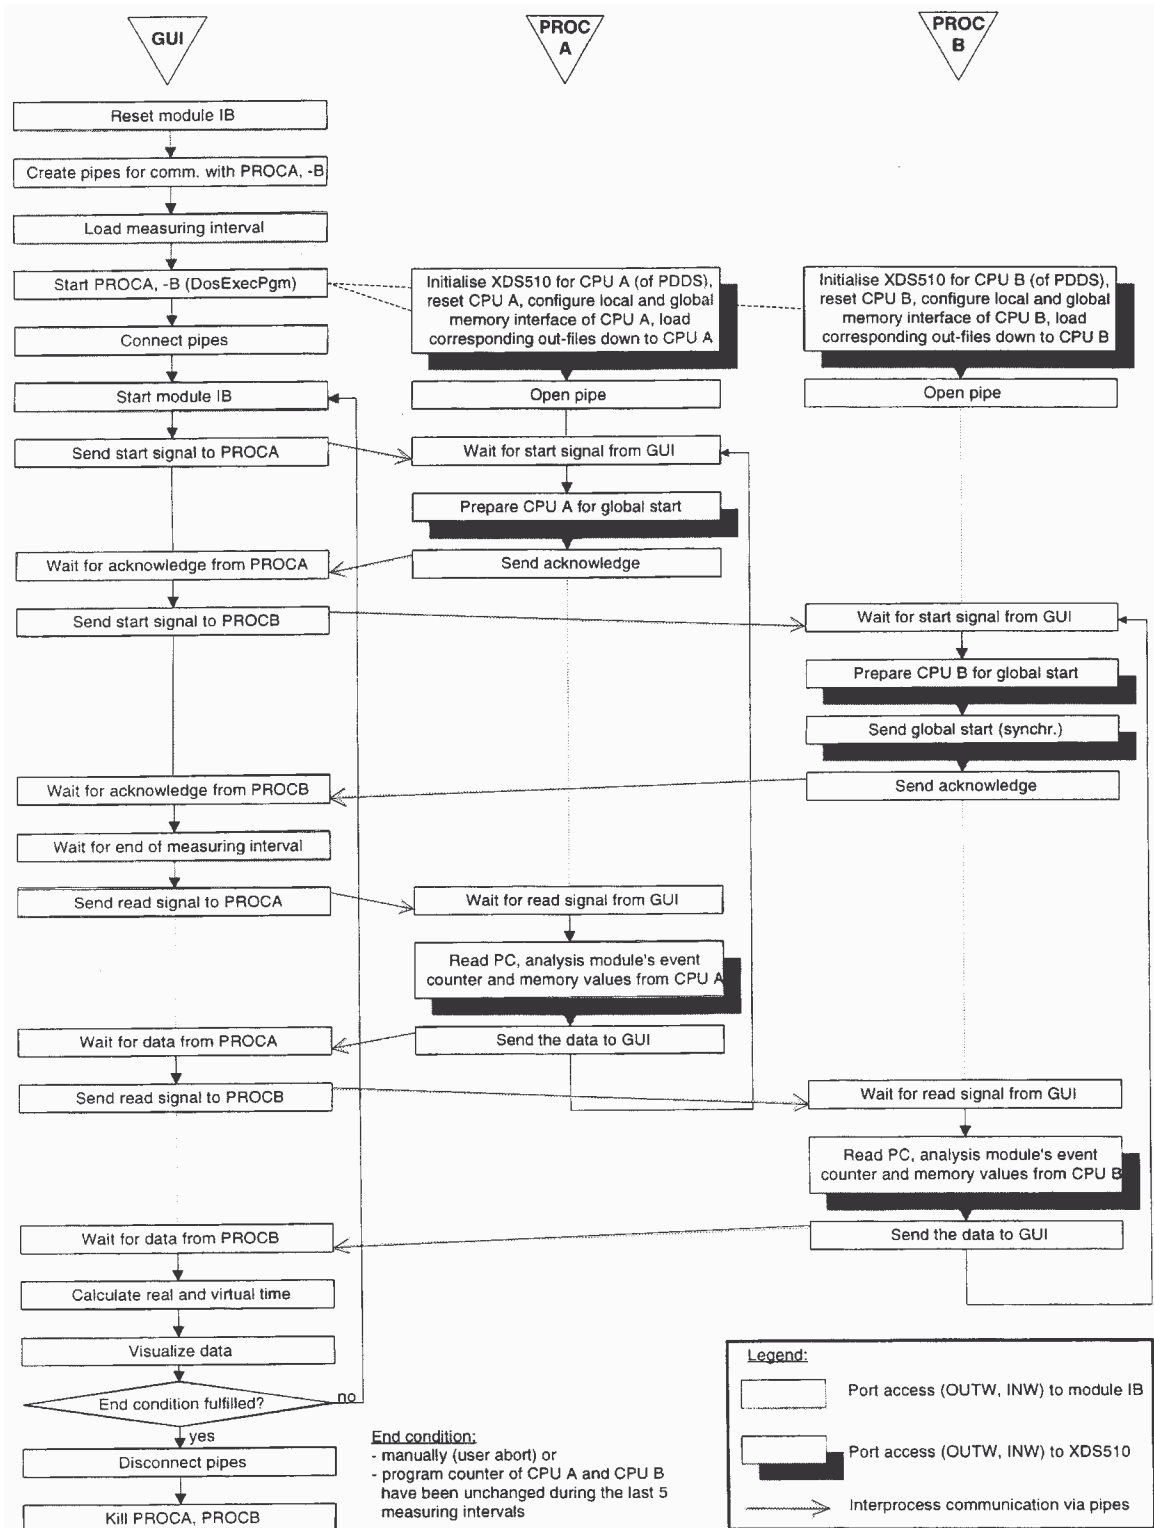 GUI
PROC
A
PROC
B
Reset module IB
Create pipes for comm. with PROCA, -B
Load measuring interval
Start PROCA, -B (DosExecPgm)
Connect pipes
Start module IB
Send start signal to PROCA
Wait for acknowledge from PROCA
Send start signal to PROCB
Wait for acknowledge from PROCB
Wait for end of measuring interval
Send read signal to PROCA
Wait for data from PROCA
Send read signal to PROCB
Wait for data from PROCB
Calculate real and virtual time
Visualize data
End condition fulfilled?
no
yes
Disconnect pipes
Kill PROCA, PROCB
Initialise XDS510 for CPU A (of PDDS),
reset CPU A, configure local and global
memory interface of CPU A, load
corresponding out-files down to CPU A
Open pipe
Wait for start signal from GUI
Prepare CPU A for global start
Send acknowledge
Wait for read signal from GUI
Read PC, analysis module's event
counter and memory values from CPU A
Send the data to GUI
Initialise XDS510 for CPU B (of PDDS),
reset CPU B, configure local and global
memory interface of CPU B, load
corresponding out-files down to CPU B
Open pipe
Wait for start signal from GUI
Prepare CPU B for global start
Send global start (synchr.)
Send acknowledge
Wait for read signal from GUI
Read PC, analysis module's event
counter and memory values from CPU B
Send the data to GUI
End condition:
- manually (user abort) or
- program counter of CPU A and CPU B
have been unchanged during the last 5
measuring intervals
Legend:
Port access (OUTW, INW) to module IB
Port access (OUTW, INW) to XDS510
Interprocess communication via pipes